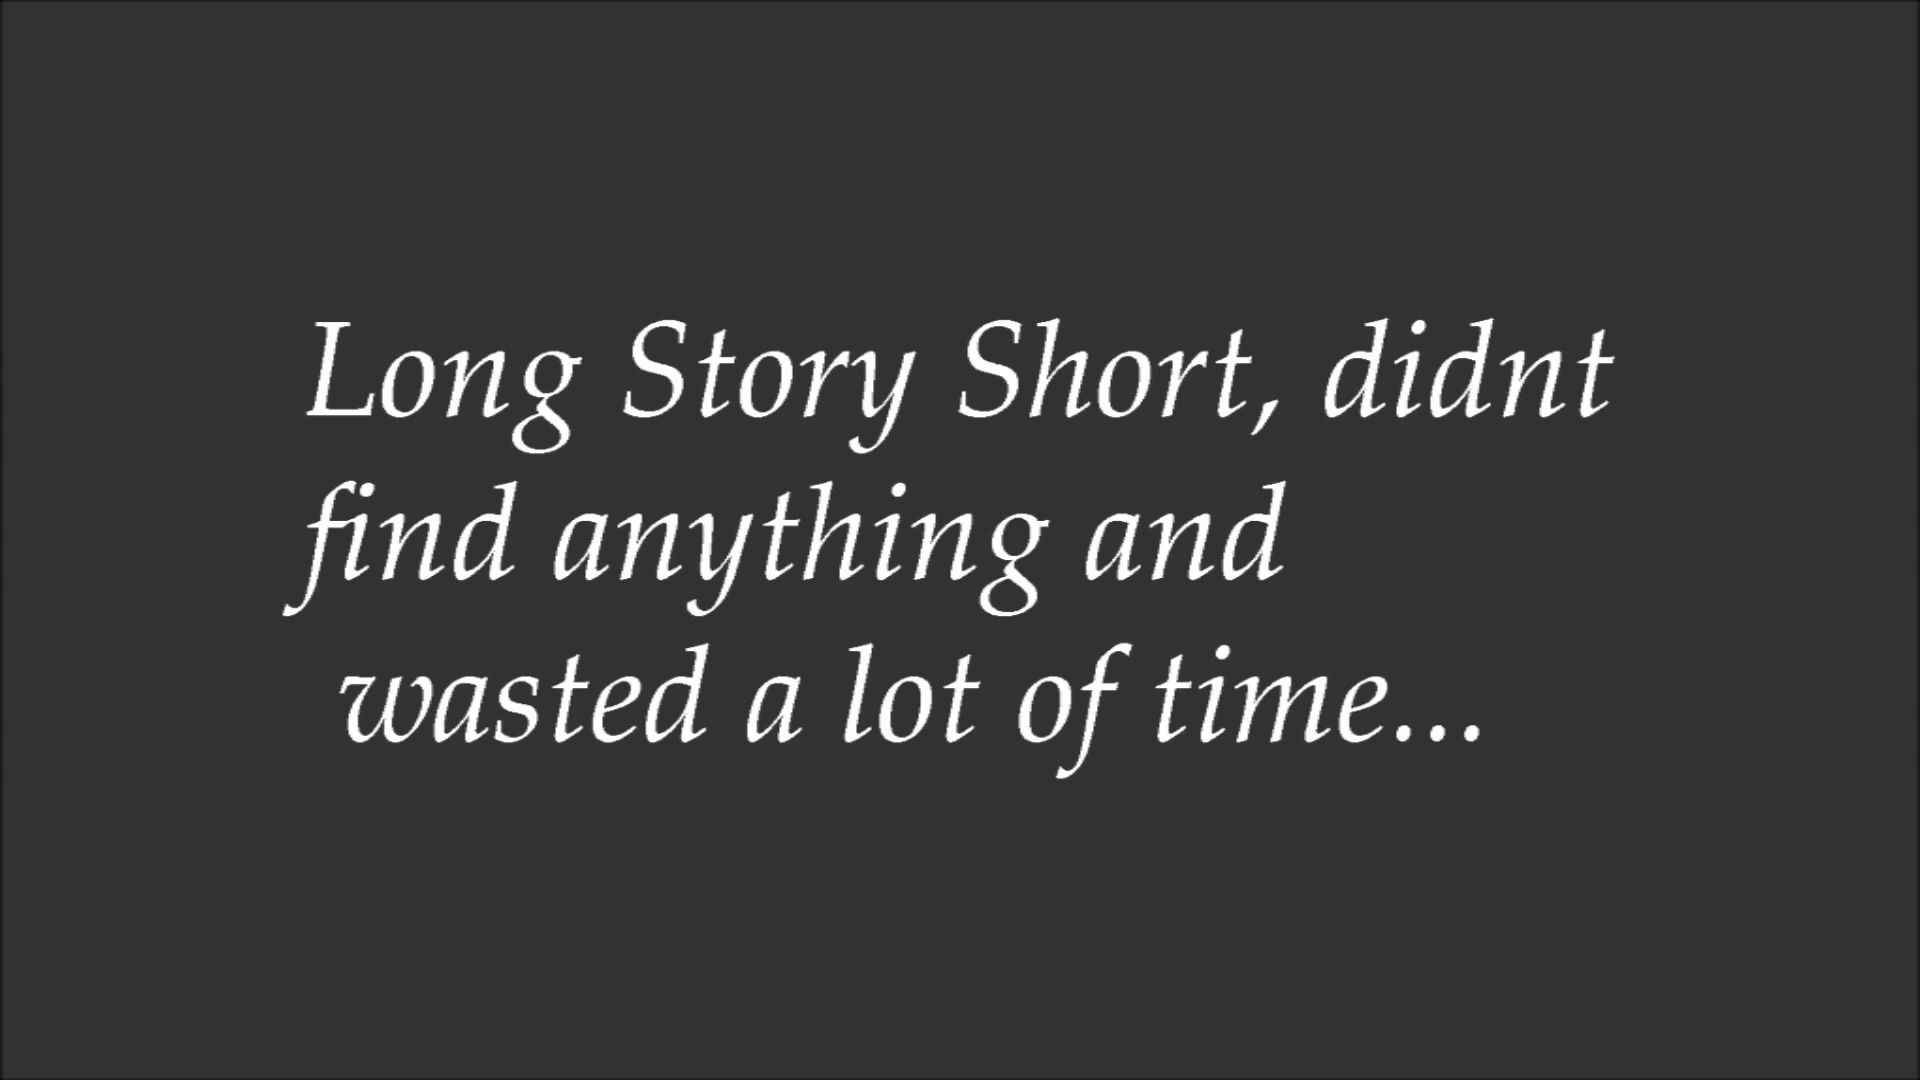 Long Story Short, didnt
find anything and
wasted a lot of time...